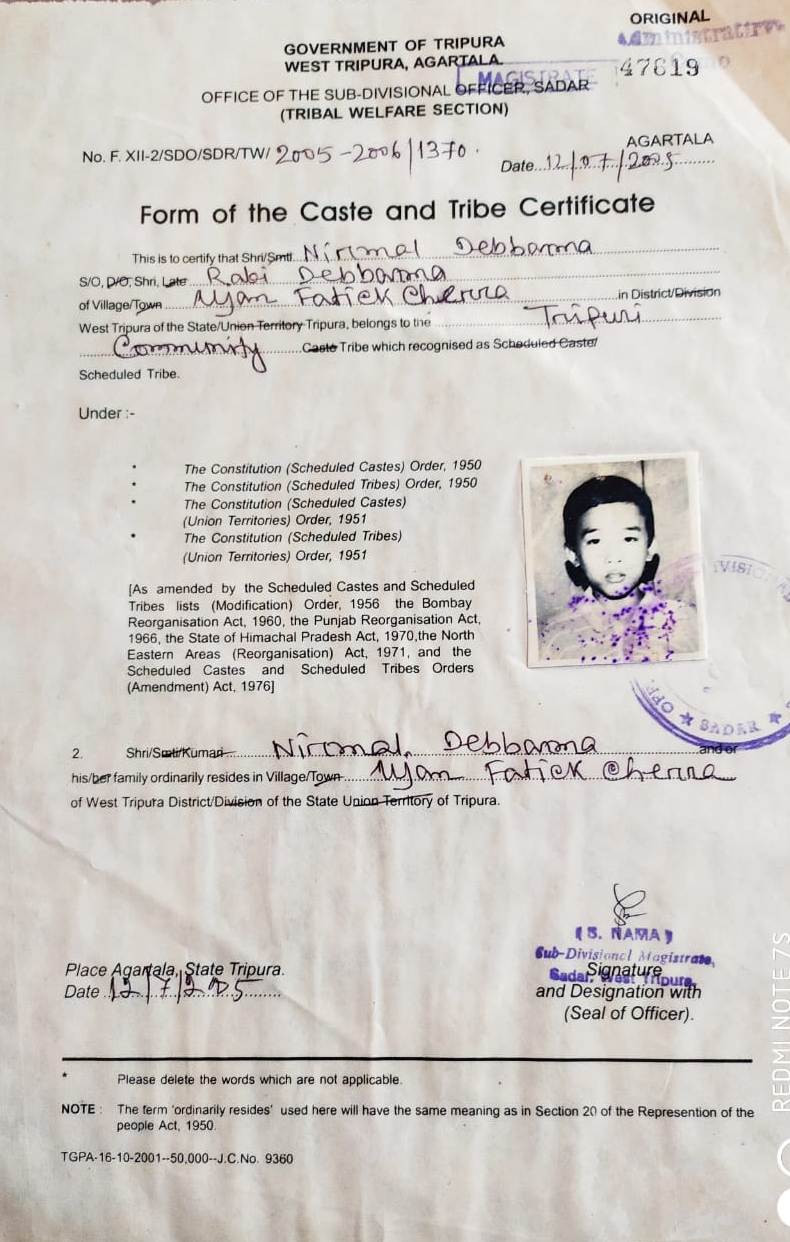 ORIGINAL
Administrative
GOVERNMENT OF TRIPURA
WEST TRIPURA, AGARTALA.
47619
MAGISTRATE
OFFICE OF THE SUB-DIVISIONAL OFFICER, SADAR
(TRIBAL WELFARE SECTION)
AGARTALA
No. F. XII-2/SDO/SDR/TW/ 2005-2006/1370.
Date...12/07/2005
Form of the Caste and Tribe Certificate
This is to certify that Shri/Smti. Nirmal Debbarma
S/O, D/O, Shri, Late Rabi Debbarma
of Village/Town Fatick Cherra in District/Division
West Tripura of the State/Union Territory Tripura, belongs to the Tripuri
Community Caste Tribe which recognised as Scheduled Caste/
Scheduled Tribe.
Under :-
* The Constitution (Scheduled Castes) Order, 1950
* The Constitution (Scheduled Tribes) Order, 1950
* The Constitution (Scheduled Castes)
(Union Territories) Order, 1951
* The Constitution (Scheduled Tribes)
(Union Territories) Order, 1951
[As amended by the Scheduled Castes and Scheduled
Tribes lists (Modification) Order, 1956 the Bombay
Reorganisation Act, 1960, the Punjab Reorganisation Act,
1966, the State of Himachal Pradesh Act, 1970,the North
Eastern Areas (Reorganisation) Act, 1971, and the
Scheduled Castes and Scheduled Tribes Orders
(Amendment) Act, 1976]
SADAR
2. Shri/Smti/Kumari Nirmal Debbarma and or
his/her family ordinarily resides in Village/Town Fatick Cherra
of West Tripura District/Division of the State Union Territory of Tripura.
(S. NAMA)
Sub-Divisional Magistrate,
Sadar, West Tripura.
Place Agartala, State Tripura.
Signature
Date 12/7/2005
and Designation with
(Seal of Officer).
* Please delete the words which are not applicable.
NOTE : The term 'ordinarily resides' used here will have the same meaning as in Section 20 of the Represention of the
people Act, 1950.
TGPA-16-10-2001--50,000--J.C.No. 9360
REDMI NOTE 7S